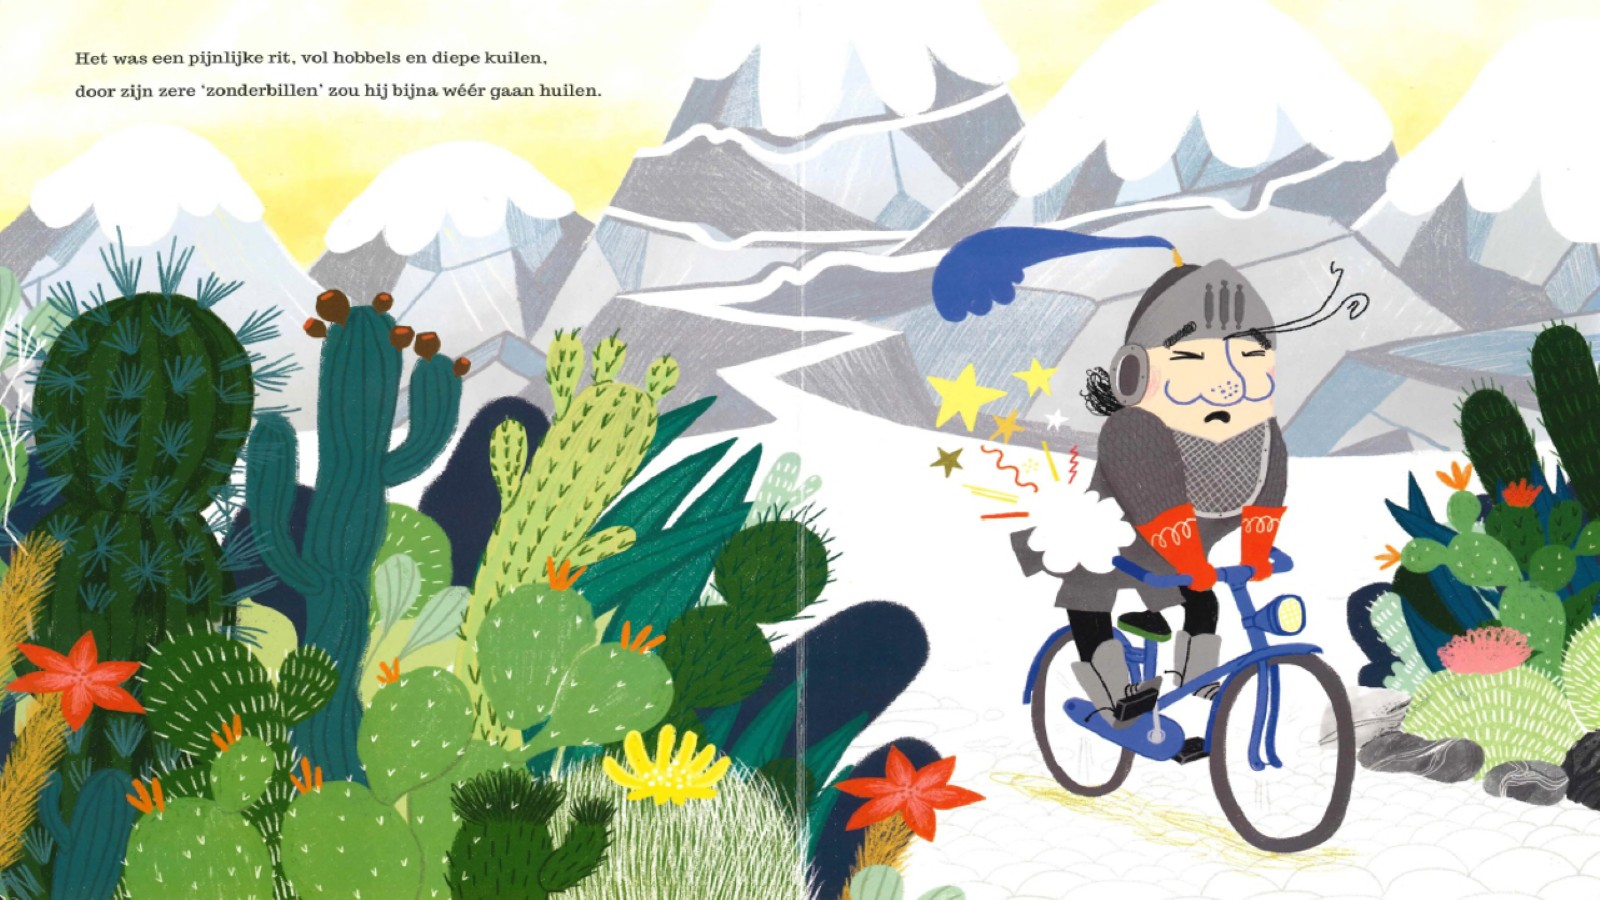 Het was een pijnlijke rit, vol hobbels en diepe kuilen,
door zijn zere ‘zonderbillen’ zou hij bijna wéér gaan huilen.